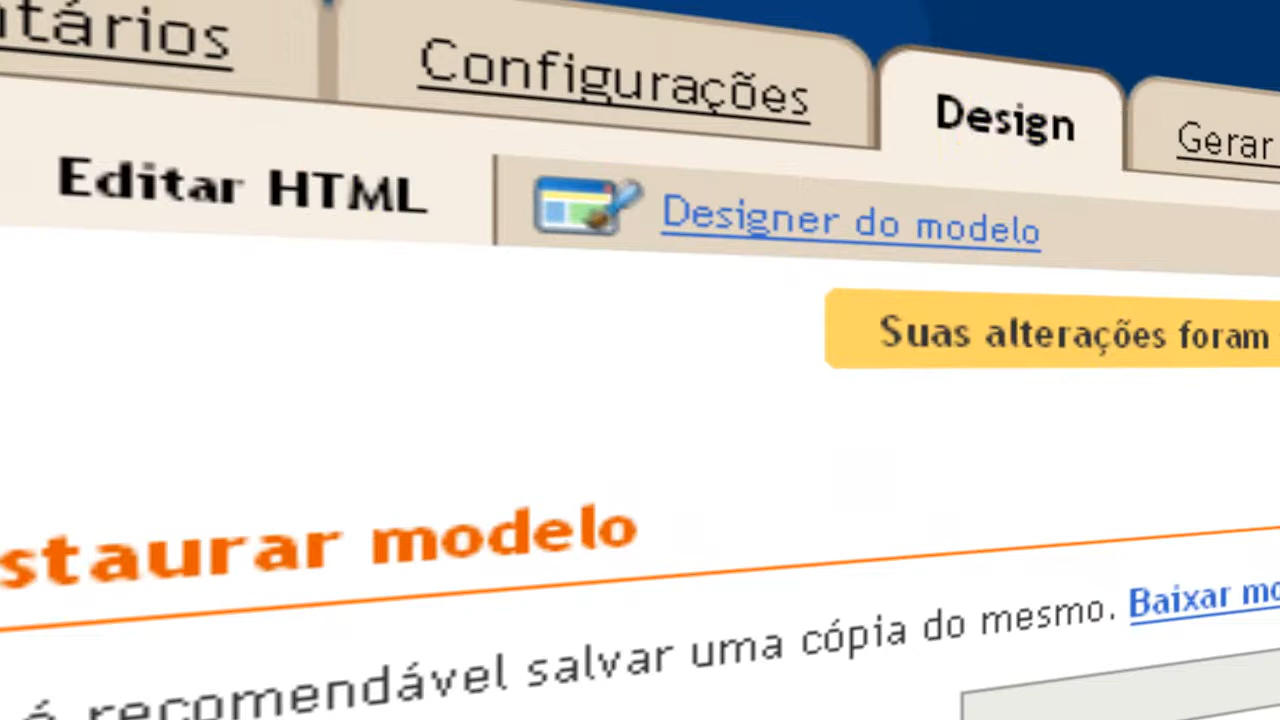 tários Configurações Design Gerar
Editar HTML Designer do modelo
Suas alterações foram
staurar modelo
é recomendável salvar uma cópia do mesmo. Baixar mo